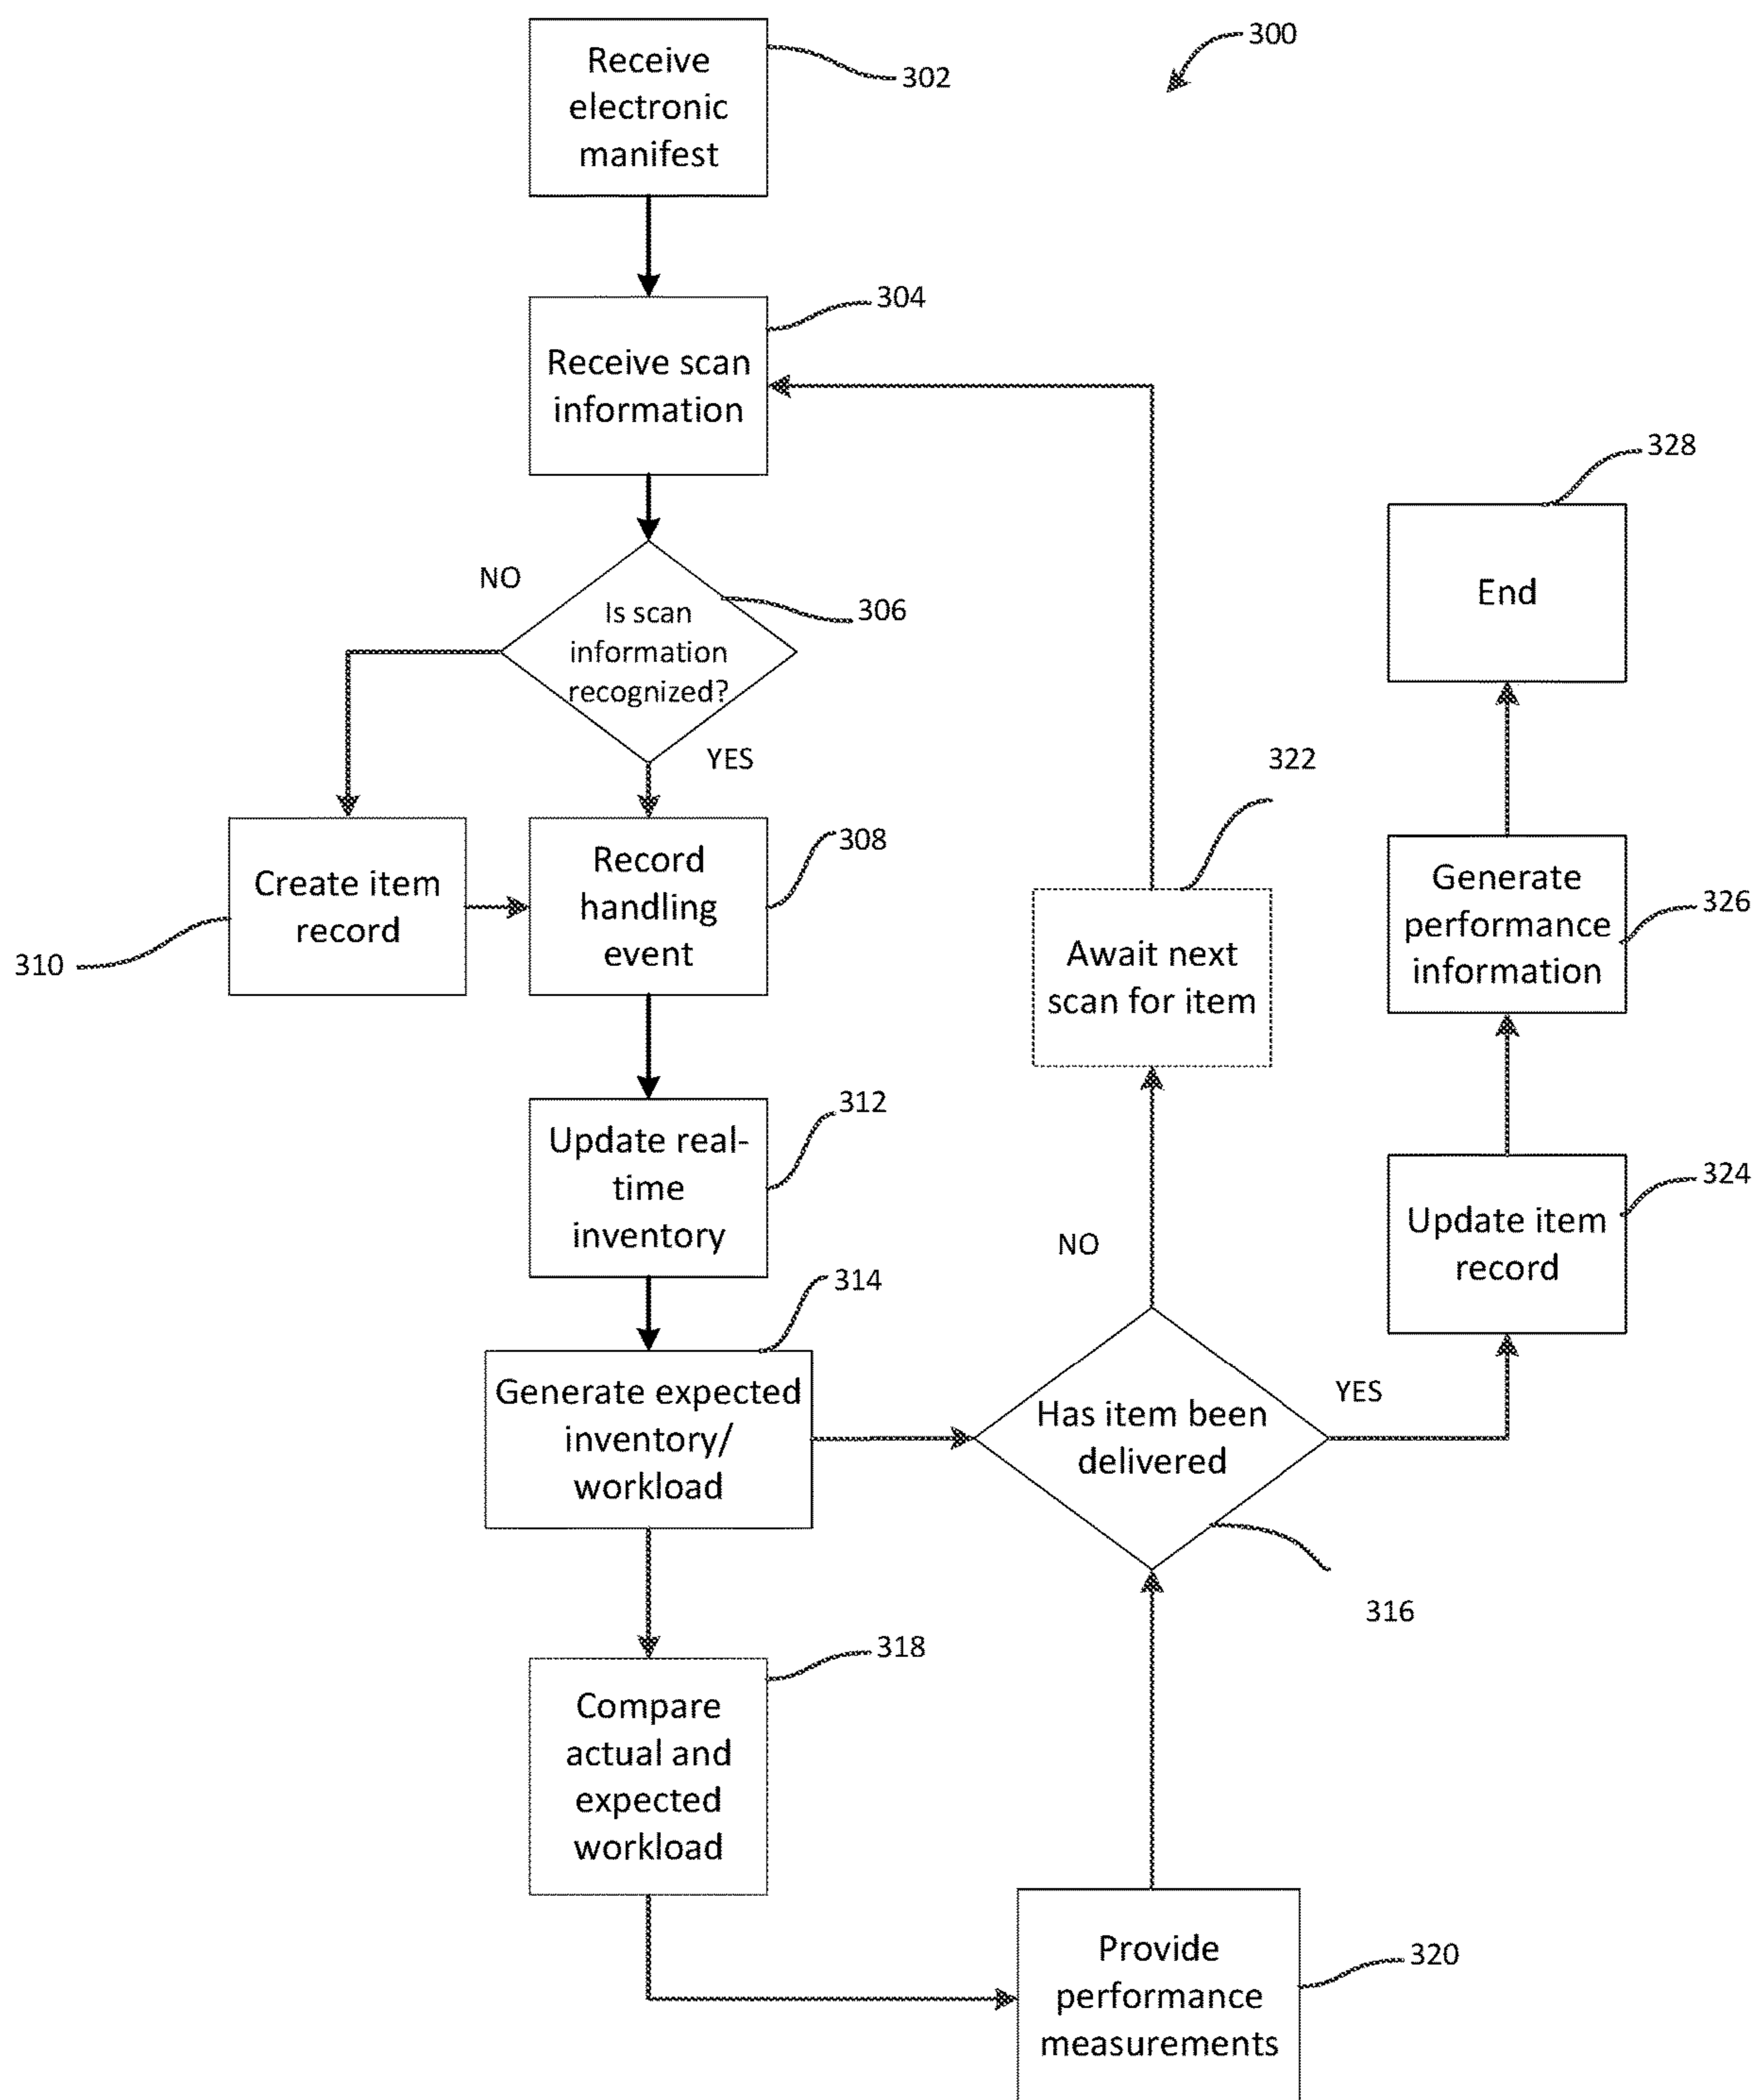 300
Receive
electronic
manifest
302
304
Receive scan
information
328
End
NO
Is scan
information
recognized?
306
YES
322
Create item
record
310
Record
handling
event
308
Await next
scan for item
Generate
performance
information
326
Update real-
time
inventory
312
324
Update item
record
NO
314
Generate expected
inventory/
workload
Has item been
delivered
YES
316
318
Compare
actual and
expected
workload
Provide
performance
measurements
320